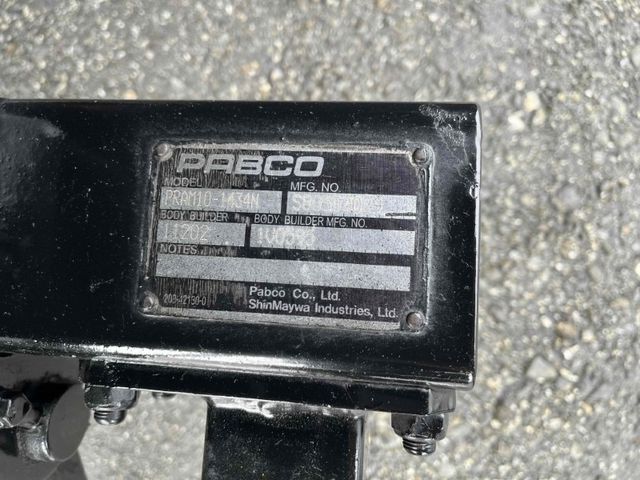 PABCO
MODEL MFG. NO.
PRAM10-1434N
BODY BUILDER BODY BUILDER MFG. NO.
11202
NOTES
Pabco Co., Ltd.
ShinMaywa Industries, Ltd.